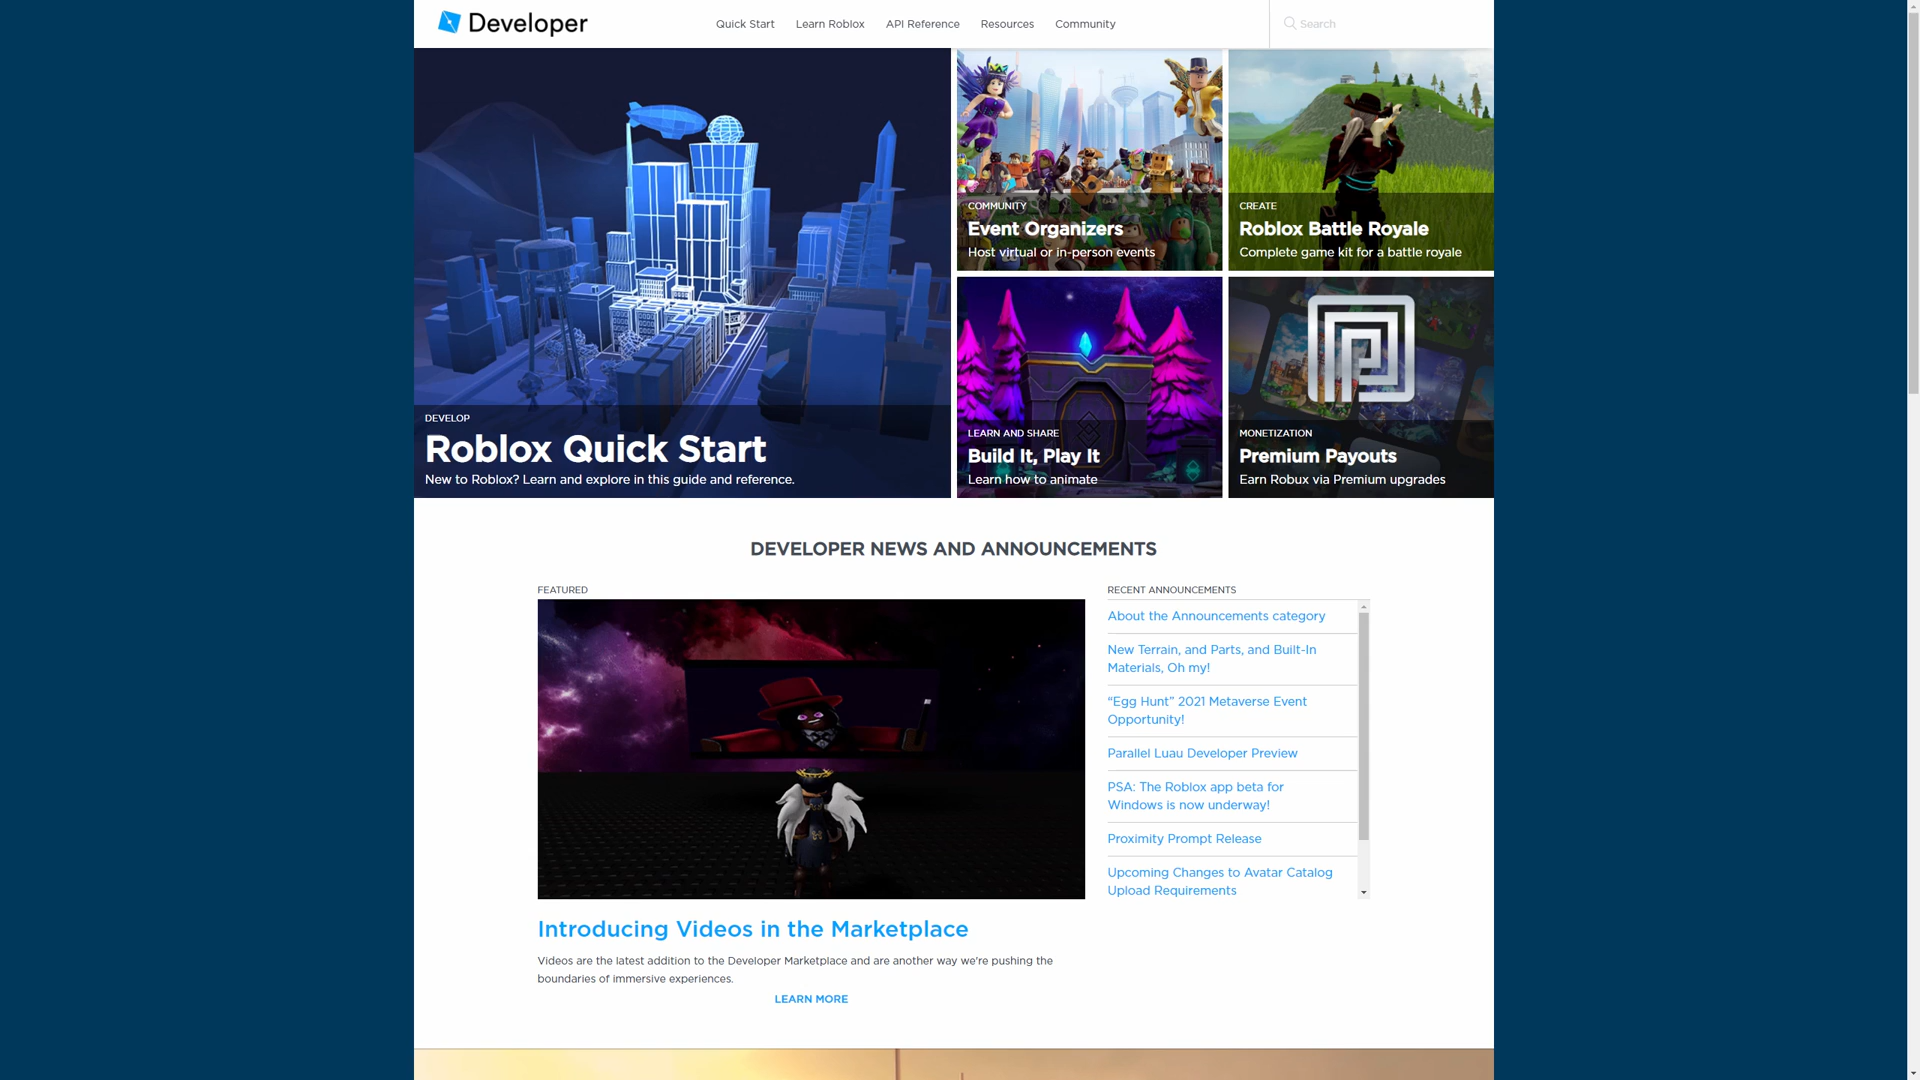 Developer
Quick Start
Learn Roblox
API Reference
Resources
Community
Search
DEVELOP
Roblox Quick Start
New to Roblox? Learn and explore in this guide and reference.
COMMUNITY
Event Organizers
Host virtual or in-person events
CREATE
Roblox Battle Royale
Complete game kit for a battle royale
LEARN AND SHARE
Build It, Play It
Learn how to animate
MONETIZATION
Premium Payouts
Earn Robux via Premium upgrades
DEVELOPER NEWS AND ANNOUNCEMENTS
FEATURED
Introducing Videos in the Marketplace
Videos are the latest addition to the Developer Marketplace and are another way we're pushing the
boundaries of immersive experiences.
LEARN MORE
RECENT ANNOUNCEMENTS
About the Announcements category
New Terrain, and Parts, and Built-In
Materials, Oh my!
“Egg Hunt” 2021 Metaverse Event
Opportunity!
Parallel Luau Developer Preview
PSA: The Roblox app beta for
Windows is now underway!
Proximity Prompt Release
Upcoming Changes to Avatar Catalog
Upload Requirements